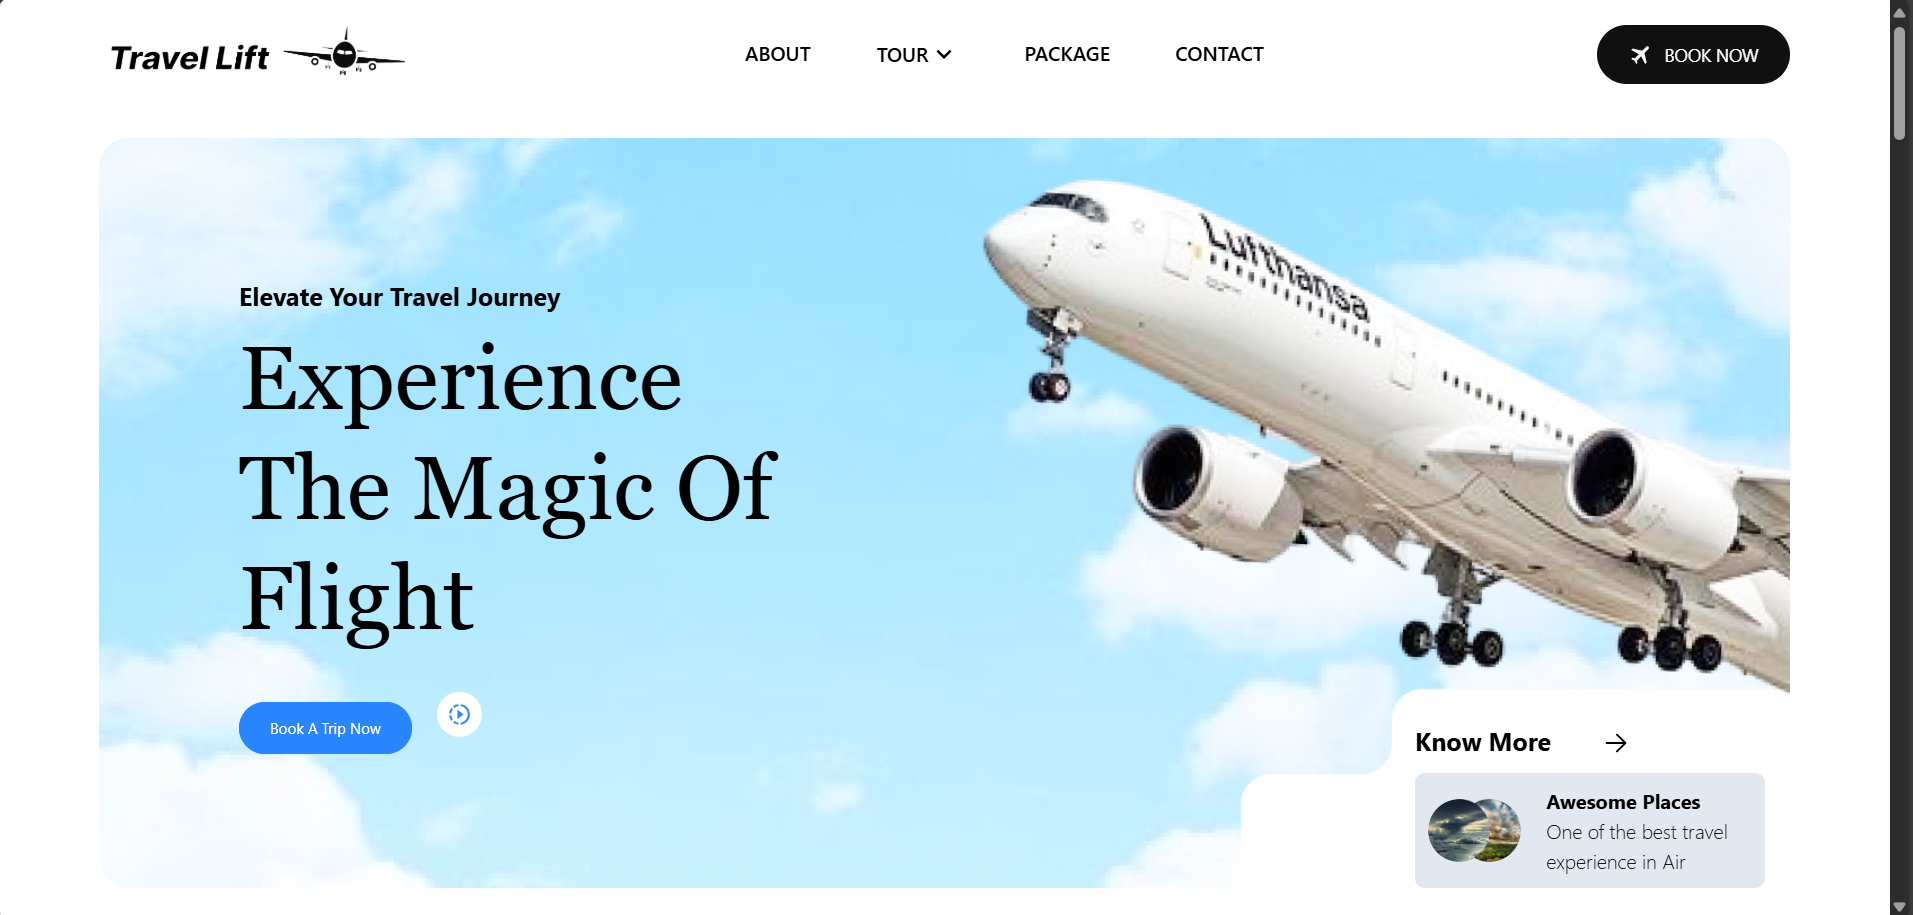 Travel Lift
ABOUT
TOUR
PACKAGE
CONTACT
BOOK NOW
Lufthansa
Elevate Your Travel Journey
Experience
The Magic Of
Flight
Book A Trip Now
Know More
Awesome Places
One of the best travel
experience in Air